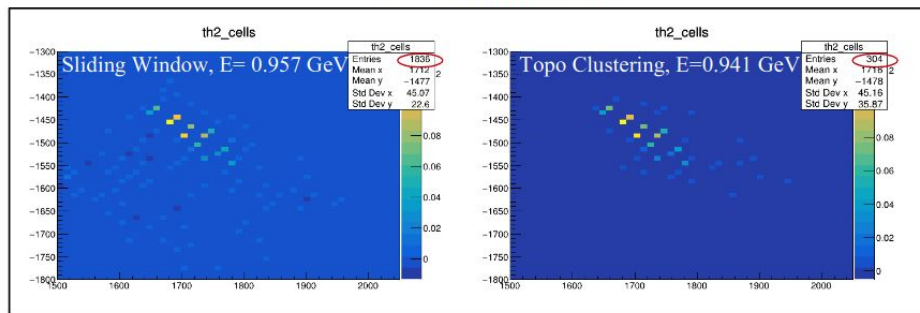 th2_cells
Sliding Window, E= 0.957 GeV
th2_cells
Entries 1836
Mean x 1712
Mean y −1477
Std Dev x 45.07
Std Dev y 22.6
2
−1300
−1350
−1400
−1450
−1500
−1550
−1600
−1650
−1700
−1750
−1800
1500
1600
1700
1800
1900
2000
0.08
0.06
0.04
0.02
0
th2_cells
Topo Clustering, E=0.941 GeV
th2_cells
Entries 304
Mean x 1716
Mean y −1478
Std Dev x 45.16
Std Dev y 35.87
2
−1300
−1350
−1400
−1450
−1500
−1550
−1600
−1650
−1700
−1750
−1800
1500
1600
1700
1800
1900
2000
0.08
0.06
0.04
0.02
0